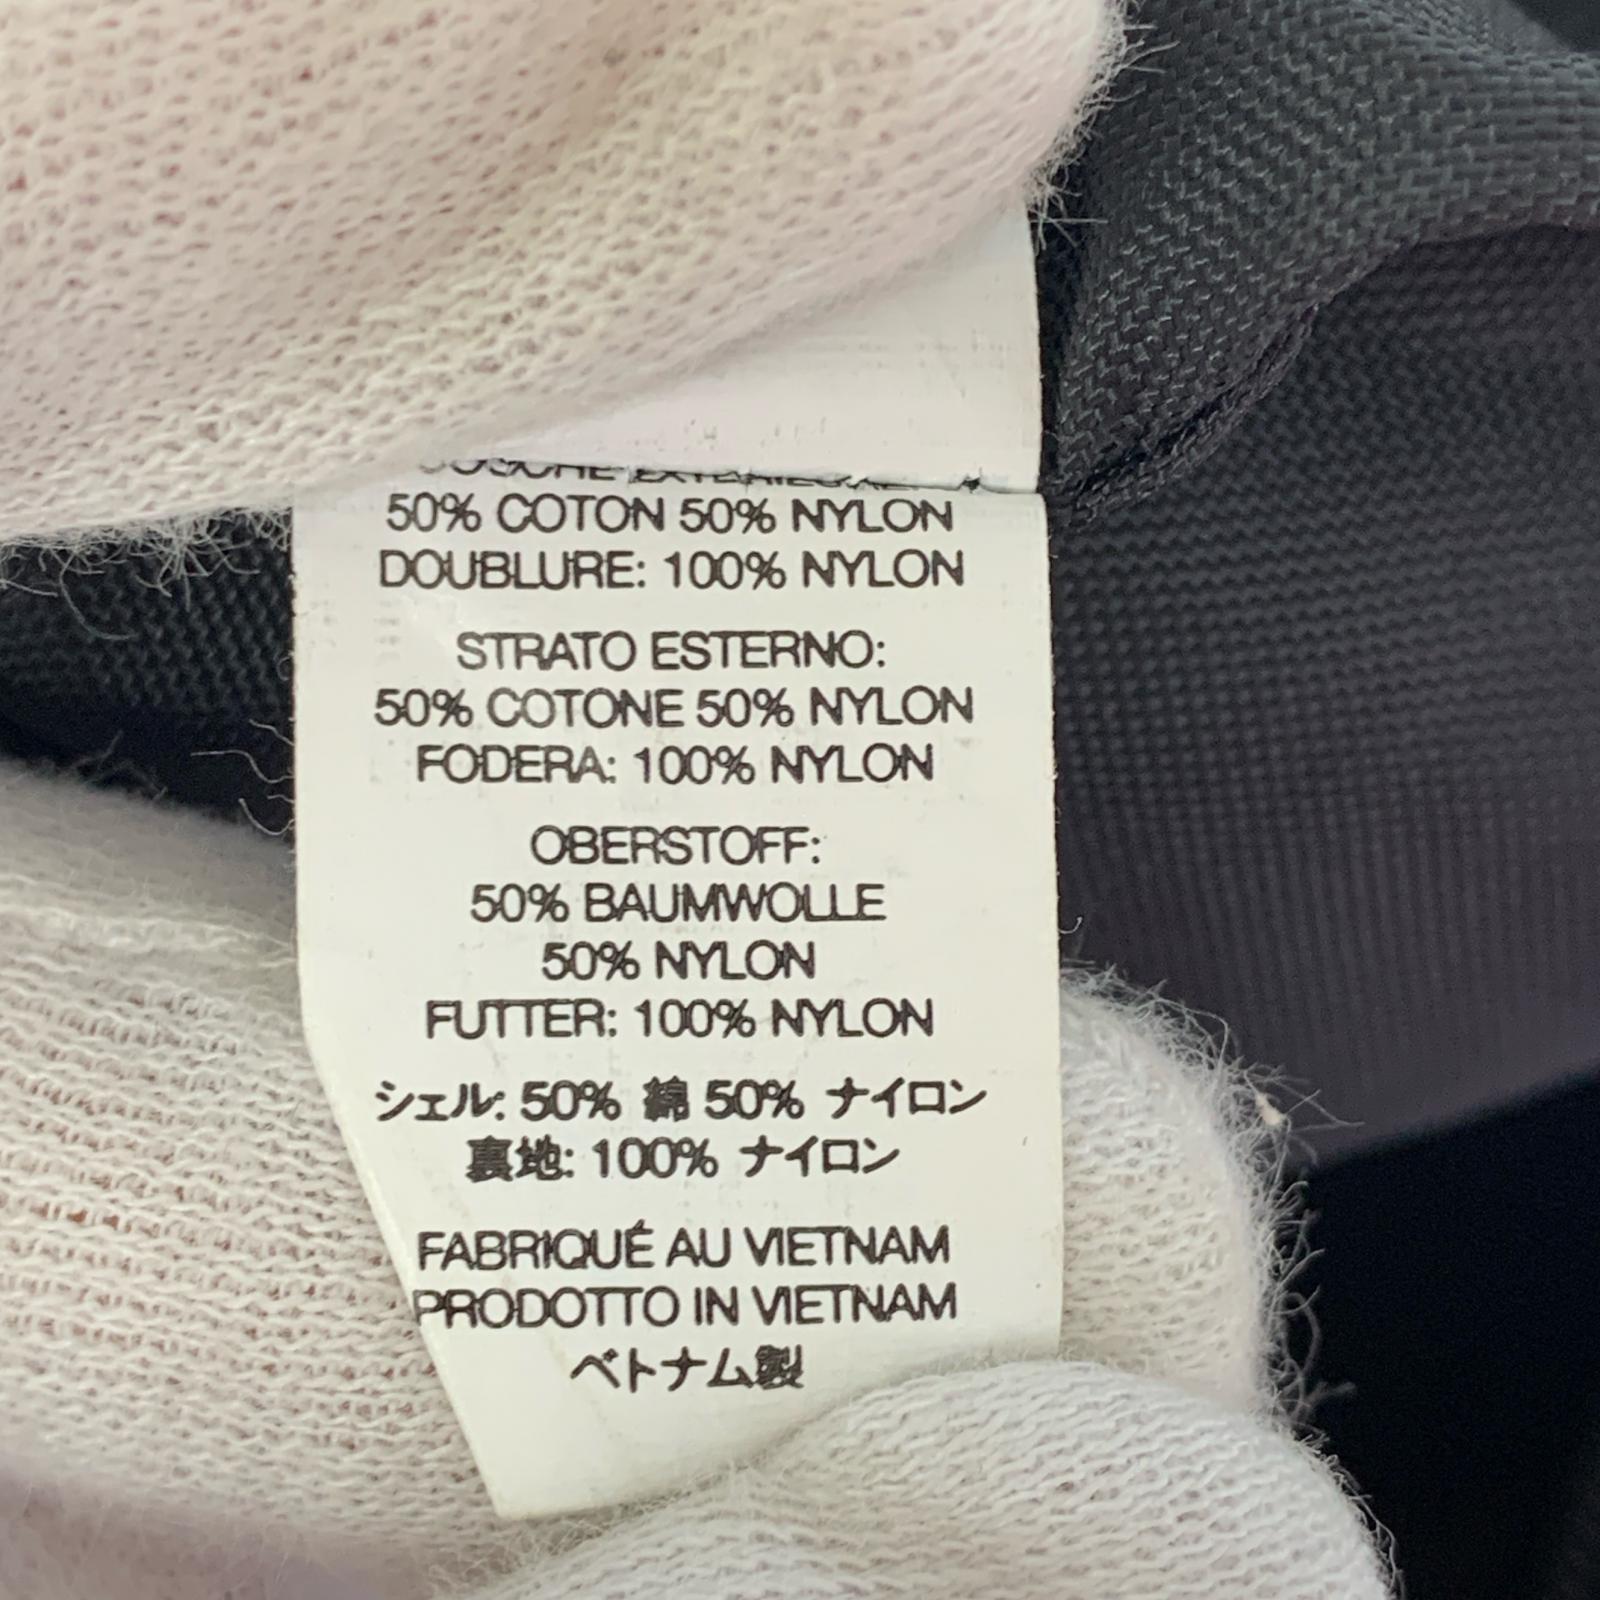 50% COTON 50% NYLON
DOUBLURE: 100% NYLON
STRATO ESTERNO:
50% COTONE 50% NYLON
FODERA: 100% NYLON
OBERSTOFF:
50% BAUMWOLLE
50% NYLON
FUTTER: 100% NYLON
シェル: 50% 綿 50% ナイロン
裏地: 100% ナイロン
FABRIQUÉ AU VIETNAM
PRODOTTO IN VIETNAM
ベトナム製